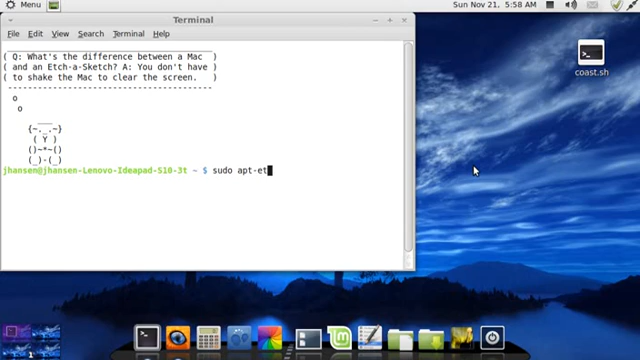 Menu
Sun Nov 21, 5:58 AM
Terminal
File Edit View Search Terminal Help
( Q: What's the difference between a Mac )
( and an Etch-a-Sketch? A: You don't have )
( to shake the Mac to clear the screen. )
----------------------------------------
o
o
___
{~._.~}
( Y )
()~*~()
(_)-(_)
jhansen@jhansen-Lenovo-Ideapad-S10-3t ~ $ sudo apt-et
coast.sh
1